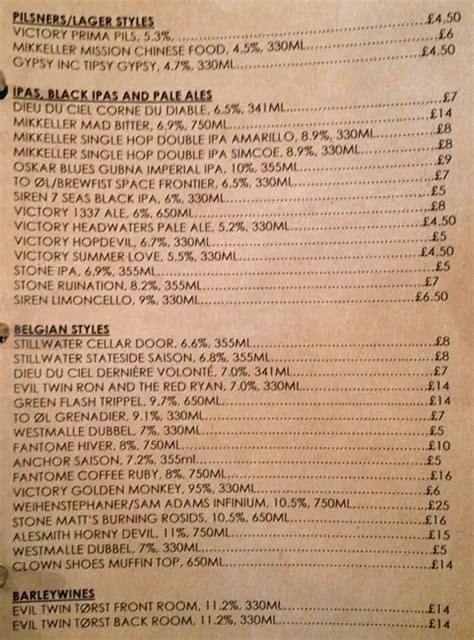 PILSNERS/LAGER STYLES
VICTORY PRIMA PILS, 5.3%, ........£4.50
MIKKELLER MISSION CHINESE FOOD, 4.5%, 330ML........£6
GYPSY INC TIPSY GYPSY, 4.7%, 330ML........£4.50
IPAS, BLACK IPAS AND PALE ALES
DIEU DU CIEL CORNE DU DIABLE, 6.5%, 341ML........£7
MIKKELLER MAD BITTER, 6.9%, 750ML........£14
MIKKELLER SINGLE HOP DOUBLE IPA AMARILLO, 8.9%, 330ML........£8
MIKKELLER SINGLE HOP DOUBLE IPA SIMCOE, 8.9%, 330ML........£8
OSKAR BLUES GUBNA IMPERIAL IPA, 10%, 355ML........£9
TO ØL/BREWFIST SPACE FRONTIER, 330ML........£7
SIREN 7 SEAS BLACK IPA, 6%, 330ML........£5
VICTORY 1337 ALE, 6%, 650ML........£8
VICTORY HEADWATERS PALE ALE, 5.2%, 330ML........£4.50
VICTORY HOPDEVIL, 6.7%, 330ML........£5
VICTORY SUMMER LOVE, 5.5%, 330ML........£4.50
STONE IPA, 6.9%, 355ML........£5
STONE RUINATION, 8.2%, 355ML........£7
SIREN LIMONCELLO, 9%, 330ML........£6.50
BELGIAN STYLES
STILLWATER CELLAR DOOR, 6.6%, 355ML........£8
STILLWATER STATESIDE SAISON, 6.8%, 355ML........£8
DIEU DU CIEL DERNIÈRE VOLONTÉ, 7.0%, 341ML........£7
EVIL TWIN RON AND THE RED RYAN, 7.0%, 330ML........£14
GREEN FLASH TRIPPEL, 9.7%, 650ML........£14
TO ØL GRENADIER, 9.1%, 330ML........£7
WESTMALLE DUBBEL, 7%, 330ML........£5
FANTOME HIVER, 8%, 750ML........£10
ANCHOR SAISON, 7.2%, 355ml........£5
FANTOME COFFEE RUBY, 8%, 750ML........£14
VICTORY GOLDEN MONKEY, 95%, 330ML........£6
WEIHENSTEPHANER/SAM ADAMS INFINIUM, 10.5%, 750ML........£25
STONE MATT'S BURNING ROSIDS, 10.5%, 650ML........£16
ALESMITH HORNY DEVIL, 11%, 750ML........£15
WESTMALLE DUBBEL, 7%, 330ML........£5
CLOWN SHOES MUFFIN TOP, 650ML........£14
BARLEYWINES
EVIL TWIN TØRST FRONT ROOM, 11.2%, 330ML........£14
EVIL TWIN TØRST BACK ROOM, 11.2%, 330ML........£14